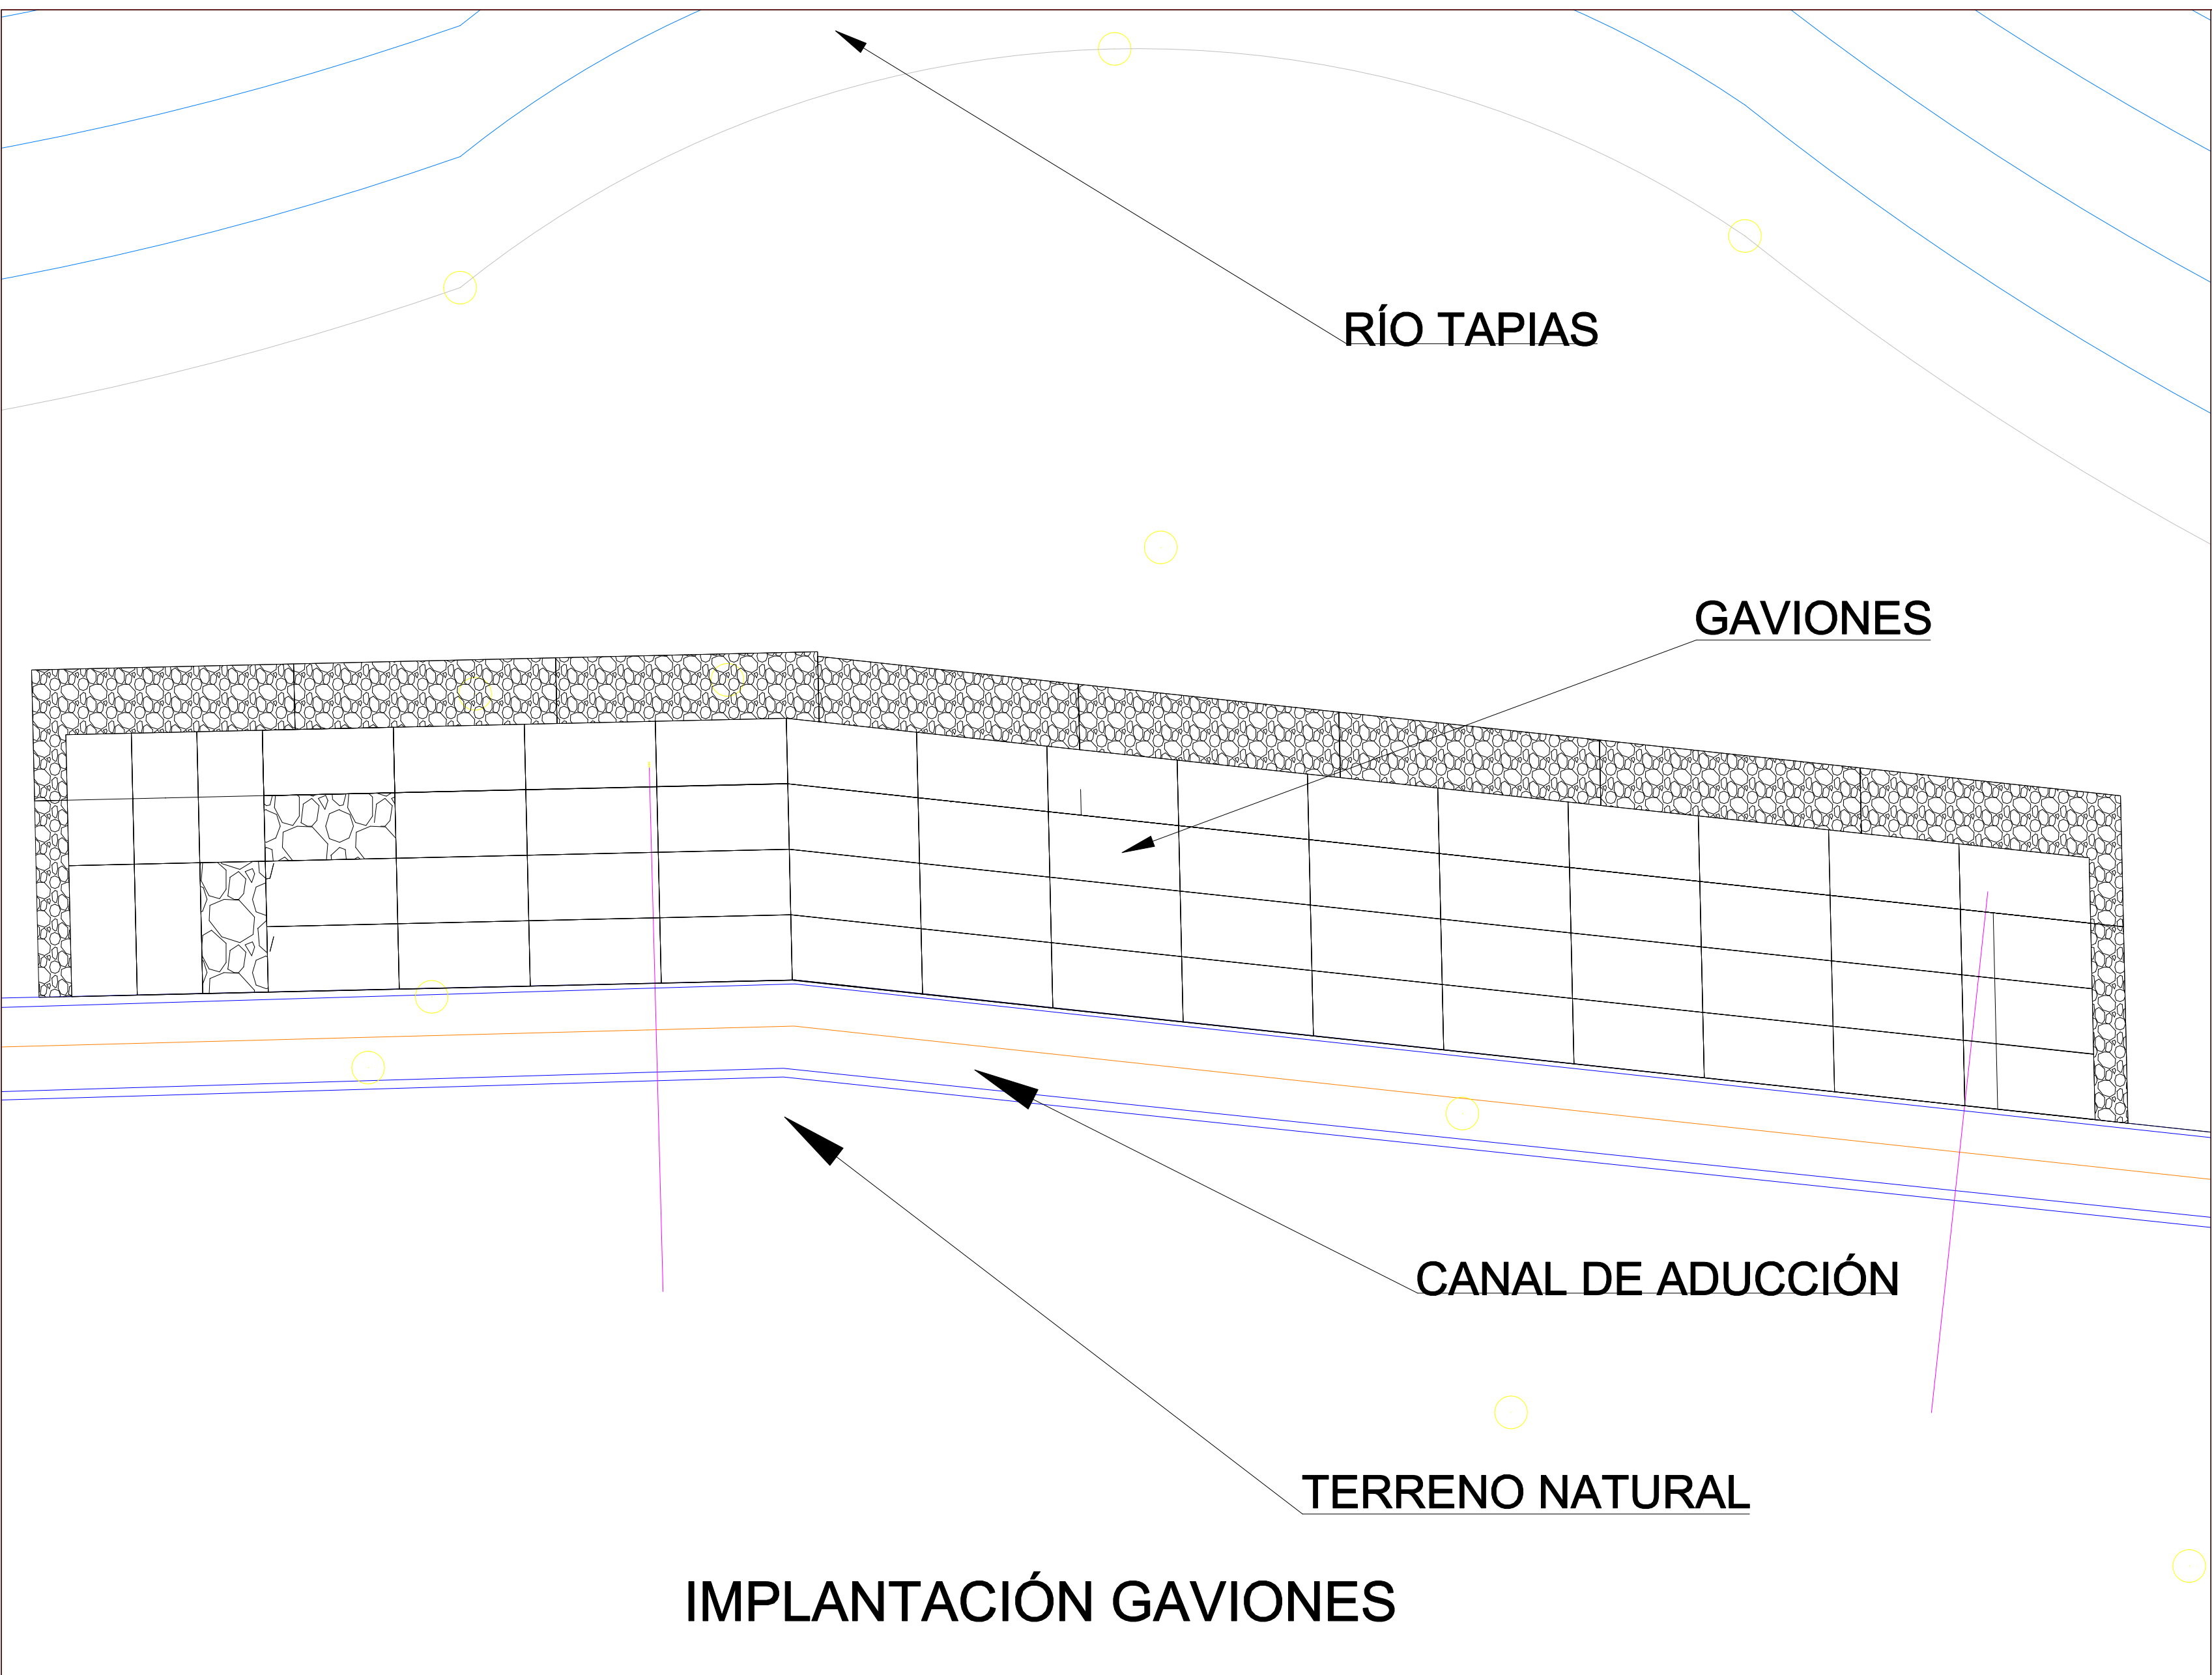 RÍO TAPIAS
GAVIONES
CANAL DE ADUCCIÓN
TERRENO NATURAL
IMPLANTACIÓN GAVIONES